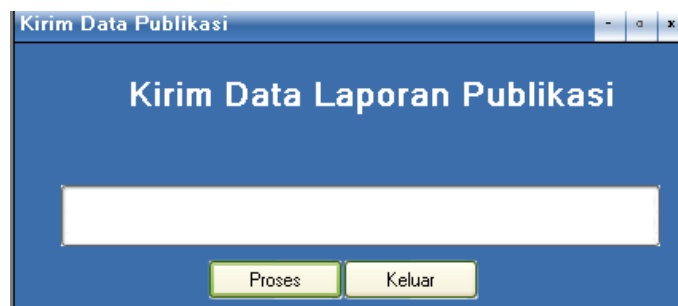 Kirim Data Publikasi
Kirim Data Laporan Publikasi
Proses Keluar